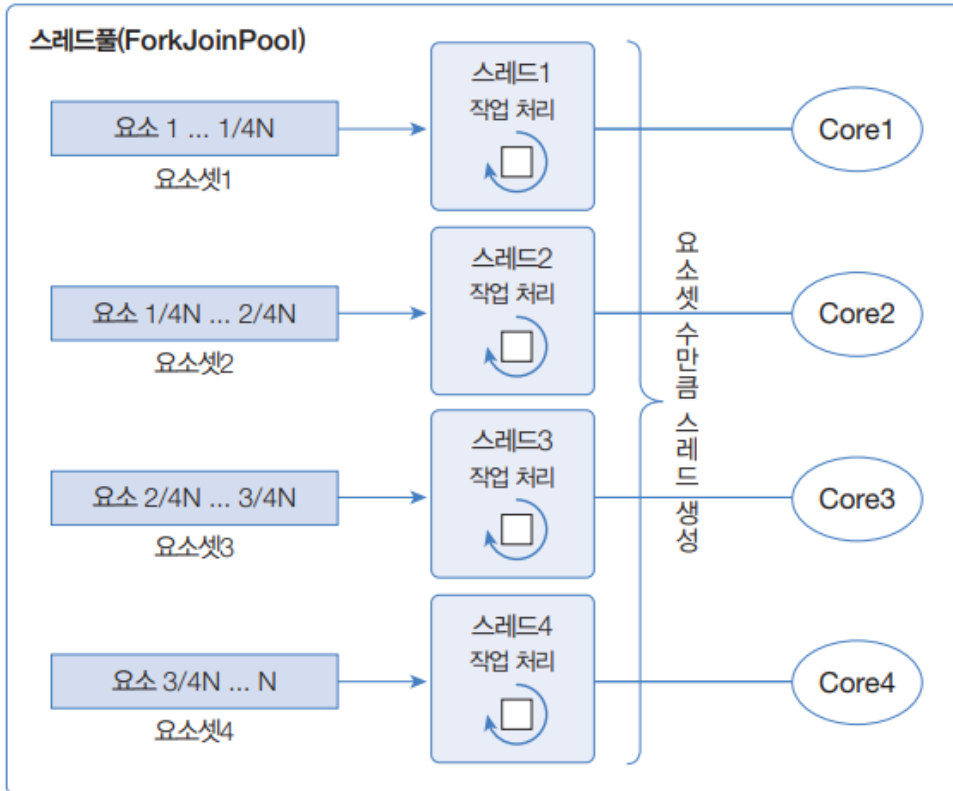 스레드풀(ForkJoinPool)
요소 1 ... 1/4N
요소셋1
스레드1
작업 처리
Core1
요소 1/4N ... 2/4N
요소셋2
스레드2
작업 처리
Core2
요소 2/4N ... 3/4N
요소셋3
스레드3
작업 처리
Core3
요소 3/4N ... N
요소셋4
스레드4
작업 처리
Core4
요소셋 수만큼 스레드 생성